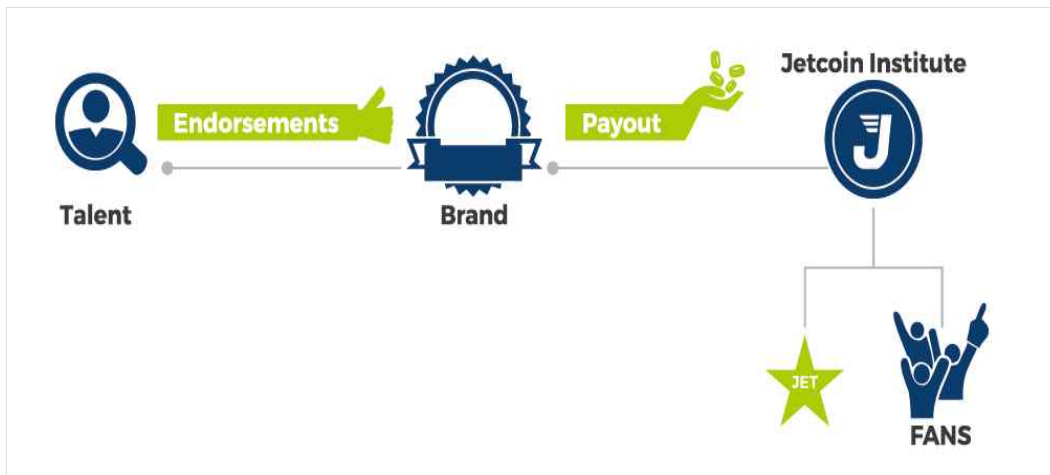 Jetcoin Institute
Endorsements
Payout
J
Talent
Brand
JET
FANS